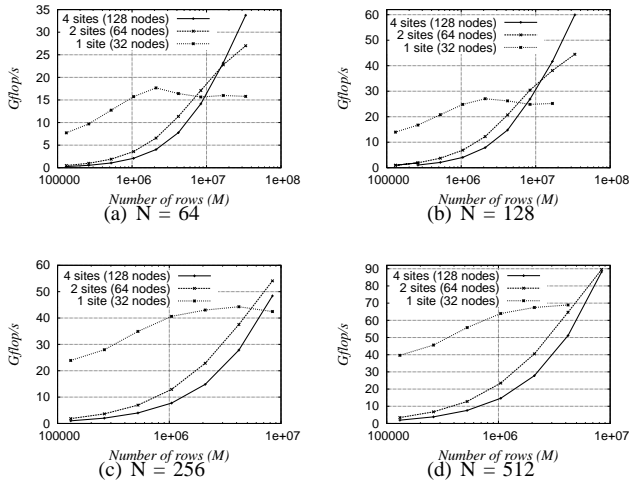 35
30
25
20
15
10
5
0
4 sites (128 nodes)
2 sites (64 nodes)
1 site (32 nodes)
Gflop/s
100000 1e+06 1e+07 1e+08
Number of rows (M)
(a) N = 64
60
50
40
30
20
10
0
4 sites (128 nodes)
2 sites (64 nodes)
1 site (32 nodes)
Gflop/s
100000 1e+06 1e+07 1e+08
Number of rows (M)
(b) N = 128
60
50
40
30
20
10
0
4 sites (128 nodes)
2 sites (64 nodes)
1 site (32 nodes)
Gflop/s
100000 1e+06 1e+07
Number of rows (M)
(c) N = 256
90
80
70
60
50
40
30
20
10
0
4 sites (128 nodes)
2 sites (64 nodes)
1 site (32 nodes)
Gflop/s
100000 1e+06 1e+07
Number of rows (M)
(d) N = 512